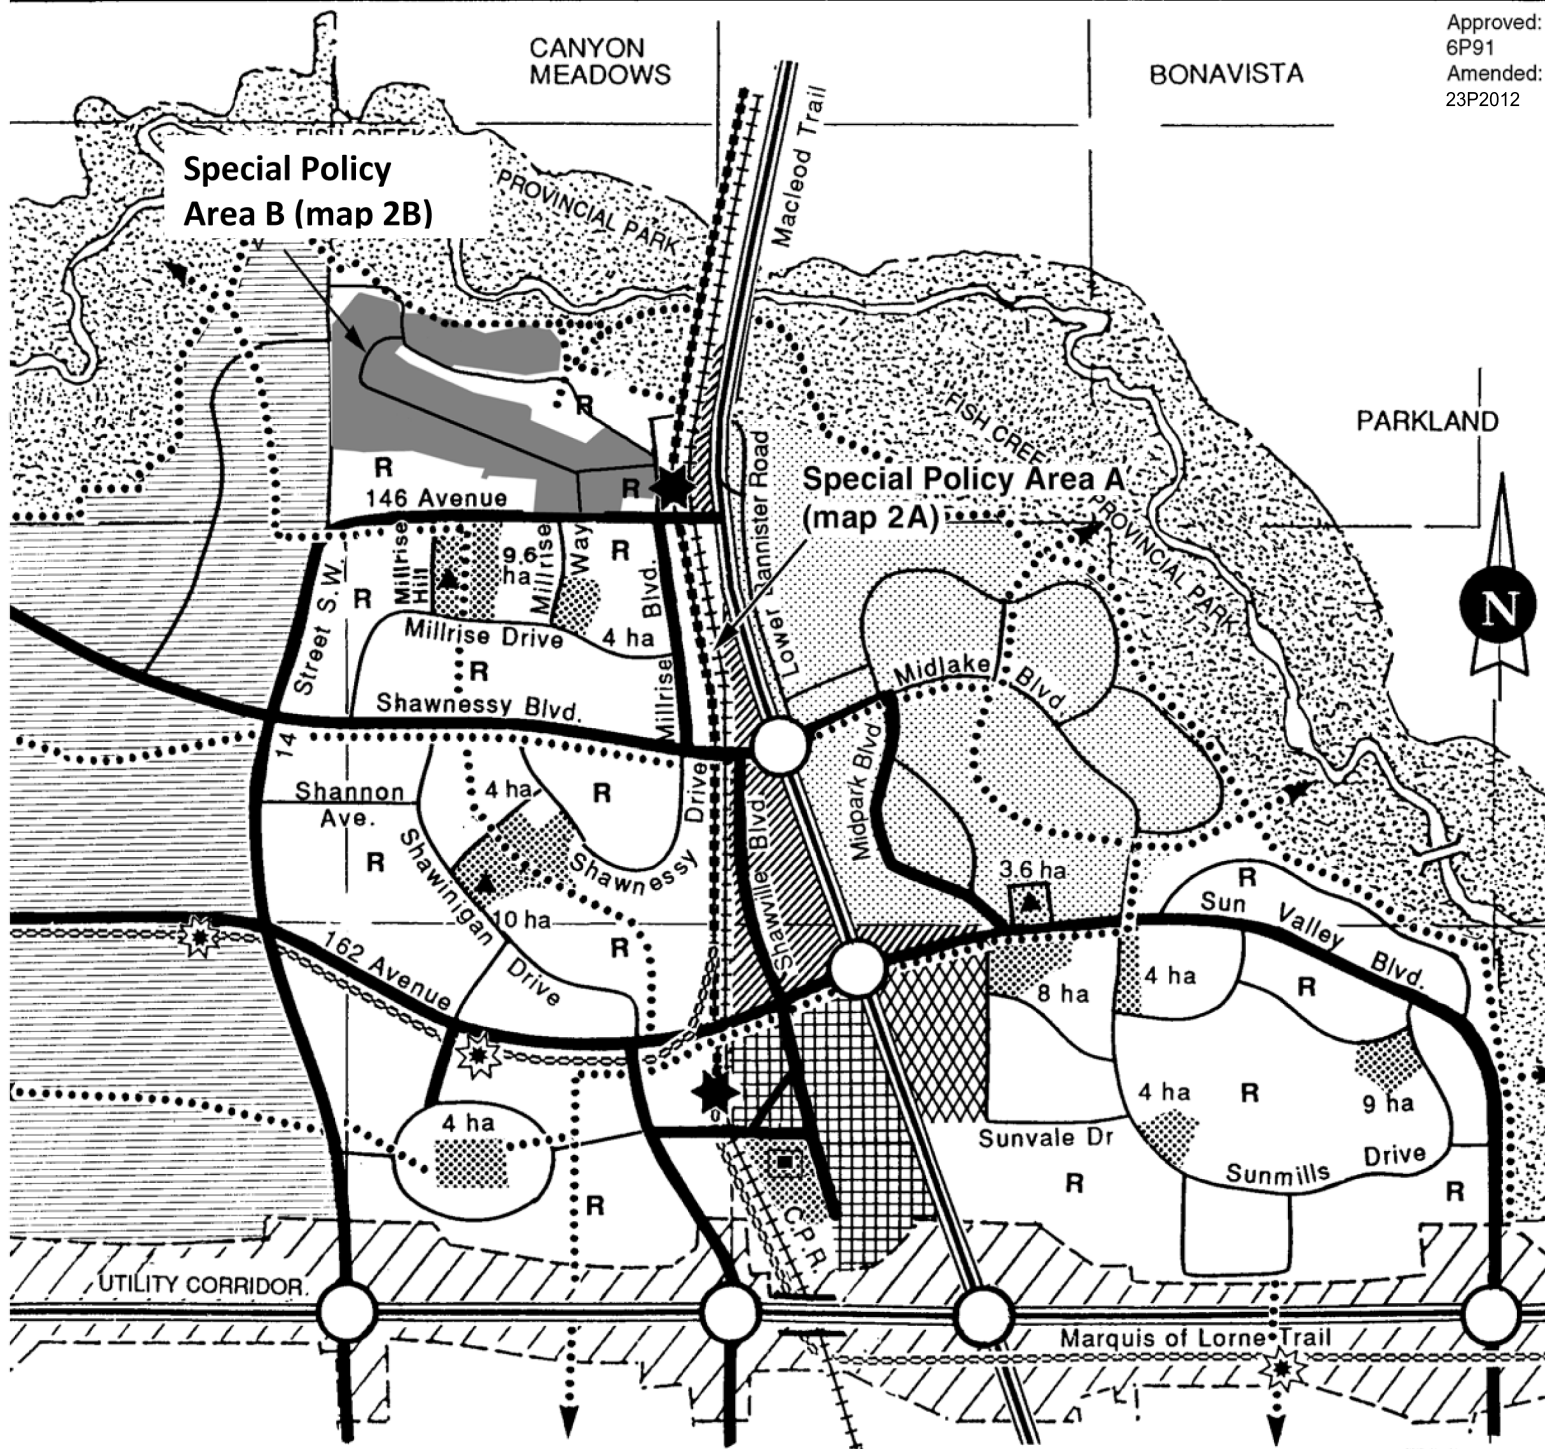 Approved:
6P91
Amended:
23P2012
CANYON
MEADOWS
BONAVISTA
FISH CREEK
Special Policy
Area B (map 2B)
PROVINCIAL PARK
Macleod Trail
PARKLAND
FISH CREEK
PROVINCIAL PARK
R
R
R
146 Avenue
Special Policy Area A
(map 2A)
Lower Bannister Road
Millrise
Hill
9.6
ha
Millrise
Way
R
Millrise
Blvd.
R
4 ha
Millrise Drive
R
14
Street S.W.
Shawnessy Blvd.
Midlake
Blvd
Midpark Blvd
N
Shannon
Ave.
4 ha
R
Shawnessy
Drive
Shawville Blvd.
R
Shawinigan
Drive
10 ha
R
162 Avenue
3.6 ha
R
Sun
Valley
Blvd.
8 ha
4 ha
R
4 ha
R
9 ha
4 ha
Sunvale Dr
R
Sunmills
Drive
R
R
C.P.R.
UTILITY CORRIDOR.
Marquis of Lorne Trail